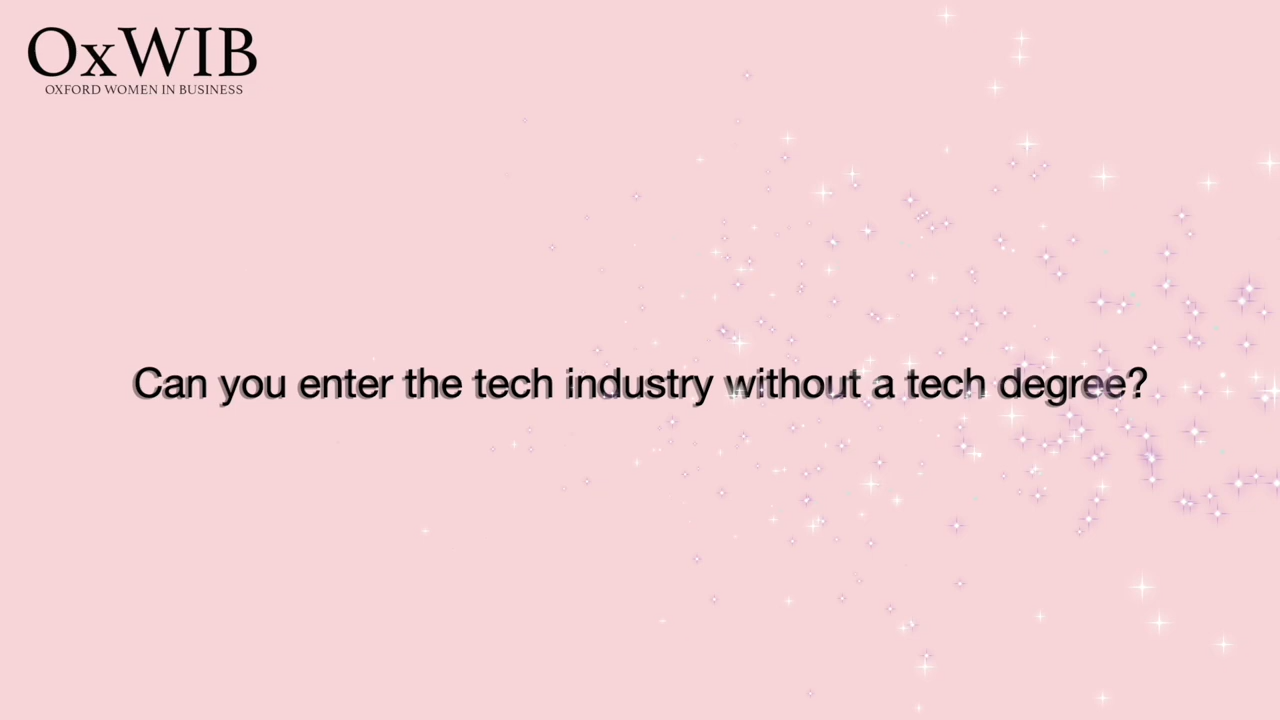 OxWIB
OXFORD WOMEN IN BUSINESS
Can you enter the tech industry without a tech degree?